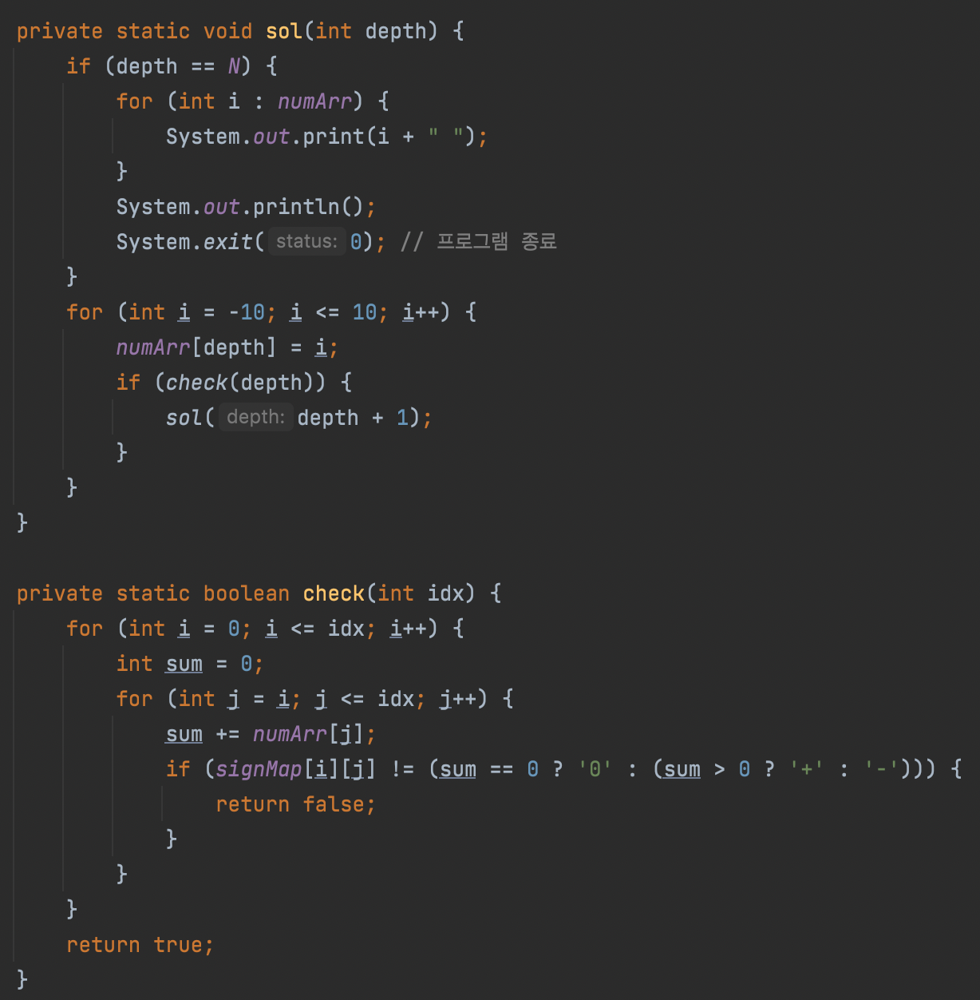 private static void sol(int depth) {
    if (depth == N) {
        for (int i : numArr) {
            System.out.print(i + " ");
        }
        System.out.println();
        System.exit( status: 0); // 프로그램 종료
    }
    for (int i = -10; i <= 10; i++) {
        numArr[depth] = i;
        if (check(depth)) {
            sol( depth: depth + 1);
        }
    }
}

private static boolean check(int idx) {
    for (int i = 0; i <= idx; i++) {
        int sum = 0;
        for (int j = i; j <= idx; j++) {
            sum += numArr[j];
            if (signMap[i][j] != (sum == 0 ? '0' : (sum > 0 ? '+' : '-'))) {
                return false;
            }
        }
    }
    return true;
}